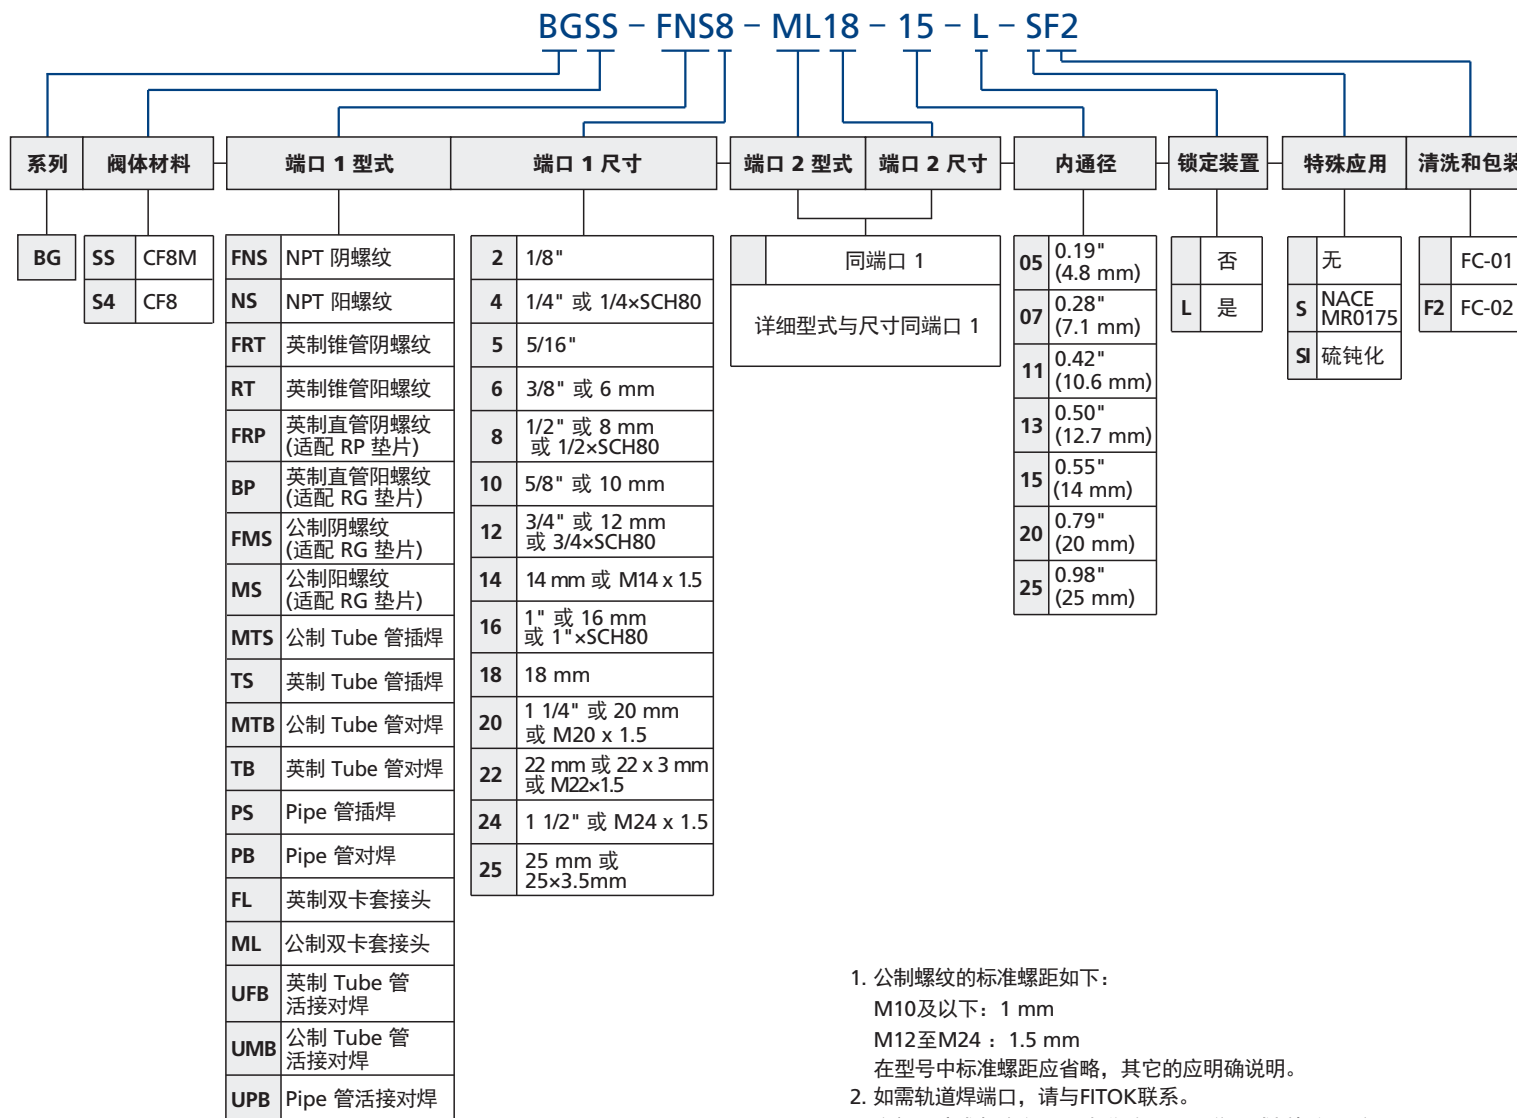 BGSS – FNS8 – ML18 – 15 – L – SF2
系列 阀体材料 端口 1 型式 端口 1 尺寸 端口 2 型式 端口 2 尺寸 内通径 锁定装置 特殊应用 清洗和包装
BG
SS CF8M
S4 CF8
FNS NPT 阴螺纹
NS NPT 阳螺纹
FRT 英制锥管阴螺纹
RT 英制锥管阳螺纹
FRP 英制直管阴螺纹
(适配 RP 垫片)
BP 英制直管阳螺纹
(适配 RG 垫片)
FMS 公制阴螺纹
(适配 RG 垫片)
MS 公制阳螺纹
(适配 RG 垫片)
MTS 公制 Tube 管插焊
TS 英制 Tube 管插焊
MTB 公制 Tube 管对焊
TB 英制 Tube 管对焊
PS Pipe 管插焊
PB Pipe 管对焊
FL 英制双卡套接头
ML 公制双卡套接头
UFB 英制 Tube 管
活接对焊
UMB 公制 Tube 管
活接对焊
UPB Pipe 管活接对焊
2 1/8"
4 1/4" 或 1/4×SCH80
5 5/16"
6 3/8" 或 6 mm
8 1/2" 或 8 mm
或 1/2×SCH80
10 5/8" 或 10 mm
12 3/4" 或 12 mm
或 3/4×SCH80
14 14 mm 或 M14 x 1.5
16 1" 或 16 mm
或 1"×SCH80
18 18 mm
20 1 1/4" 或 20 mm
或 M20 x 1.5
22 22 mm 或 22 x 3 mm
或 M22×1.5
24 1 1/2" 或 M24 x 1.5
25 25 mm 或
25×3.5mm
同端口 1
详细型式与尺寸同端口 1
05 0.19"
(4.8 mm)
07 0.28"
(7.1 mm)
11 0.42"
(10.6 mm)
13 0.50"
(12.7 mm)
15 0.55"
(14 mm)
20 0.79"
(20 mm)
25 0.98"
(25 mm)
否
L 是
无
S NACE
MR0175
SI 硫钝化
FC-01
F2 FC-02
1. 公制螺纹的标准螺距如下：
M10及以下：1 mm
M12至M24：1.5 mm
在型号中标准螺距应省略，其它的应明确说明。
2. 如需轨道焊端口，请与FITOK联系。